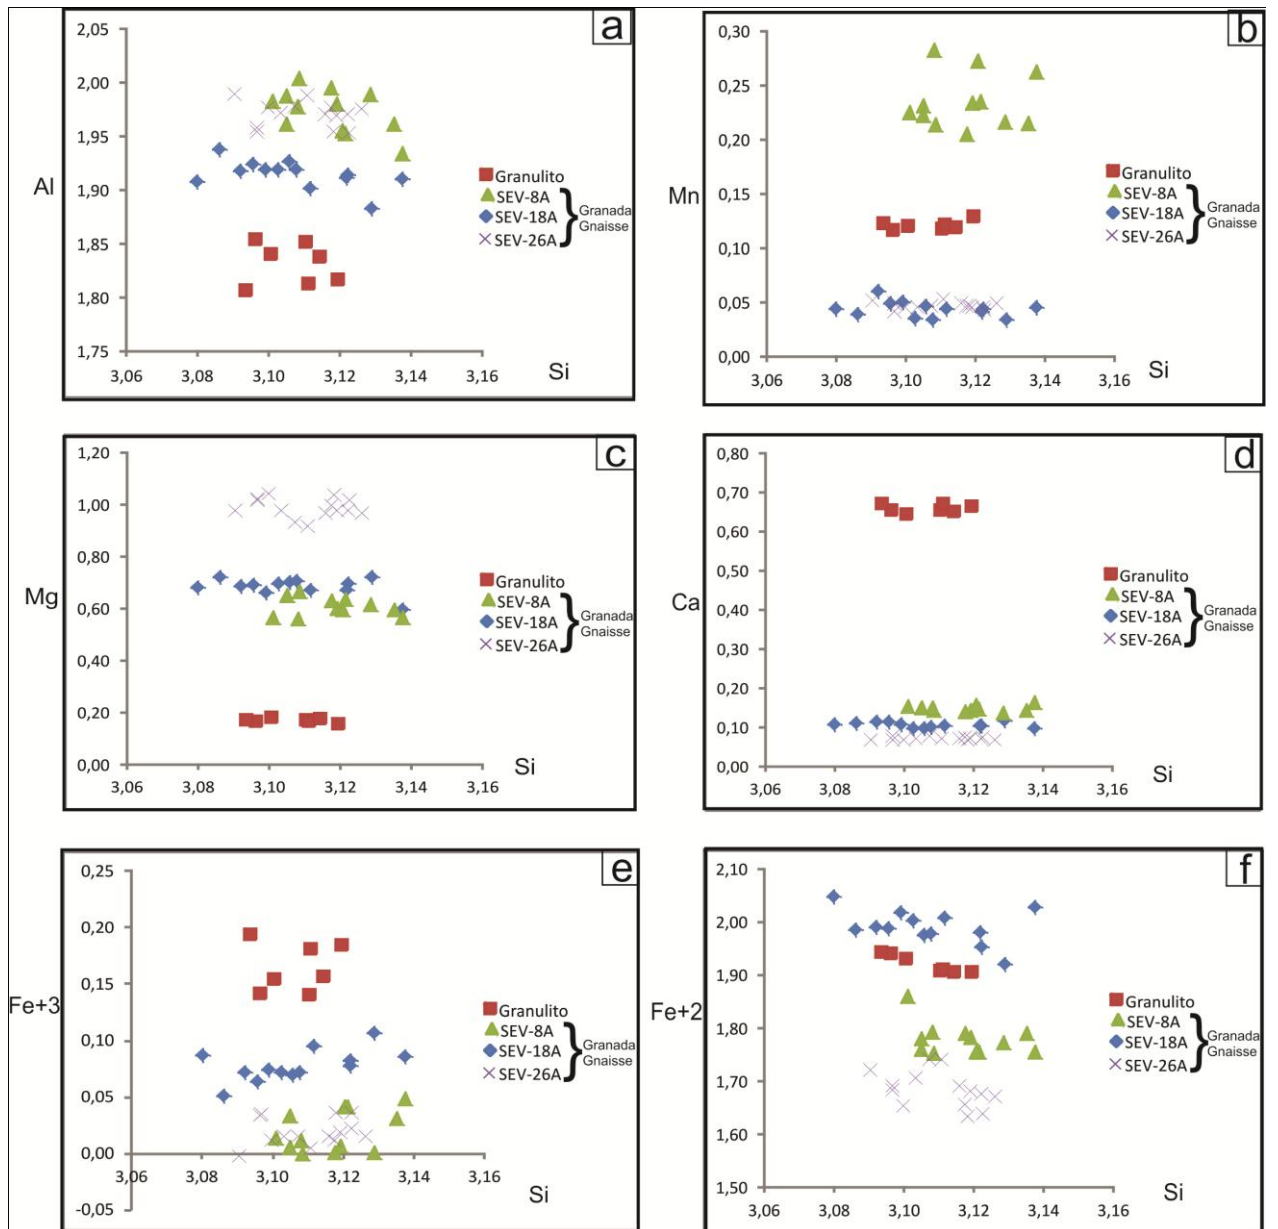 a
2,05
2,00
1,95
1,90
1,85
1,80
1,75
Al
3,06 3,08 3,10 3,12 3,14 3,16
Si
Granulito
SEV-8A
SEV-18A
SEV-26A
Granada
Gnaisse
b
0,30
0,25
0,20
0,15
0,10
0,05
0,00
Mn
3,06 3,08 3,10 3,12 3,14 3,16
Si
Granulito
SEV-8A
SEV-18A
SEV-26A
Granada
Gnaisse
c
1,20
1,00
0,80
0,60
0,40
0,20
0,00
Mg
3,06 3,08 3,10 3,12 3,14 3,16
Si
Granulito
SEV-8A
SEV-18A
SEV-26A
Granada
Gnaisse
d
0,80
0,70
0,60
0,50
0,40
0,30
0,20
0,10
0,00
Ca
3,06 3,08 3,10 3,12 3,14 3,16
Si
Granulito
SEV-8A
SEV-18A
SEV-26A
Granada
Gnaisse
e
0,25
0,20
0,15
0,10
0,05
0,00
-0,05
Fe+3
3,06 3,08 3,10 3,12 3,14 3,16
Si
Granulito
SEV-8A
SEV-18A
SEV-26A
Granada
Gnaisse
f
2,10
2,00
1,90
1,80
1,70
1,60
1,50
Fe+2
3,06 3,08 3,10 3,12 3,14 3,16
Si
Granulito
SEV-8A
SEV-18A
SEV-26A
Granada
Gnaisse